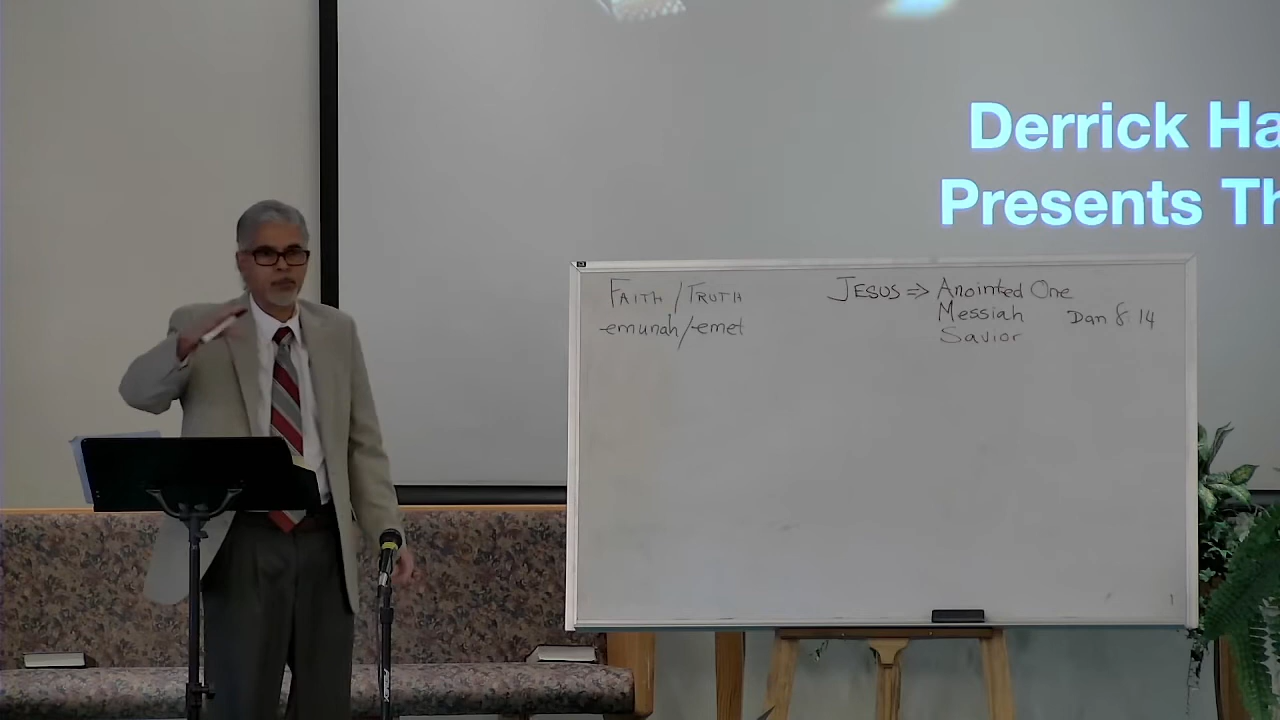 Derrick Ha
Presents Th
FAITH / TRUTH
emunah/emet
JESUS ⇒ Anointed One
Messiah Dan 8:14
Savior